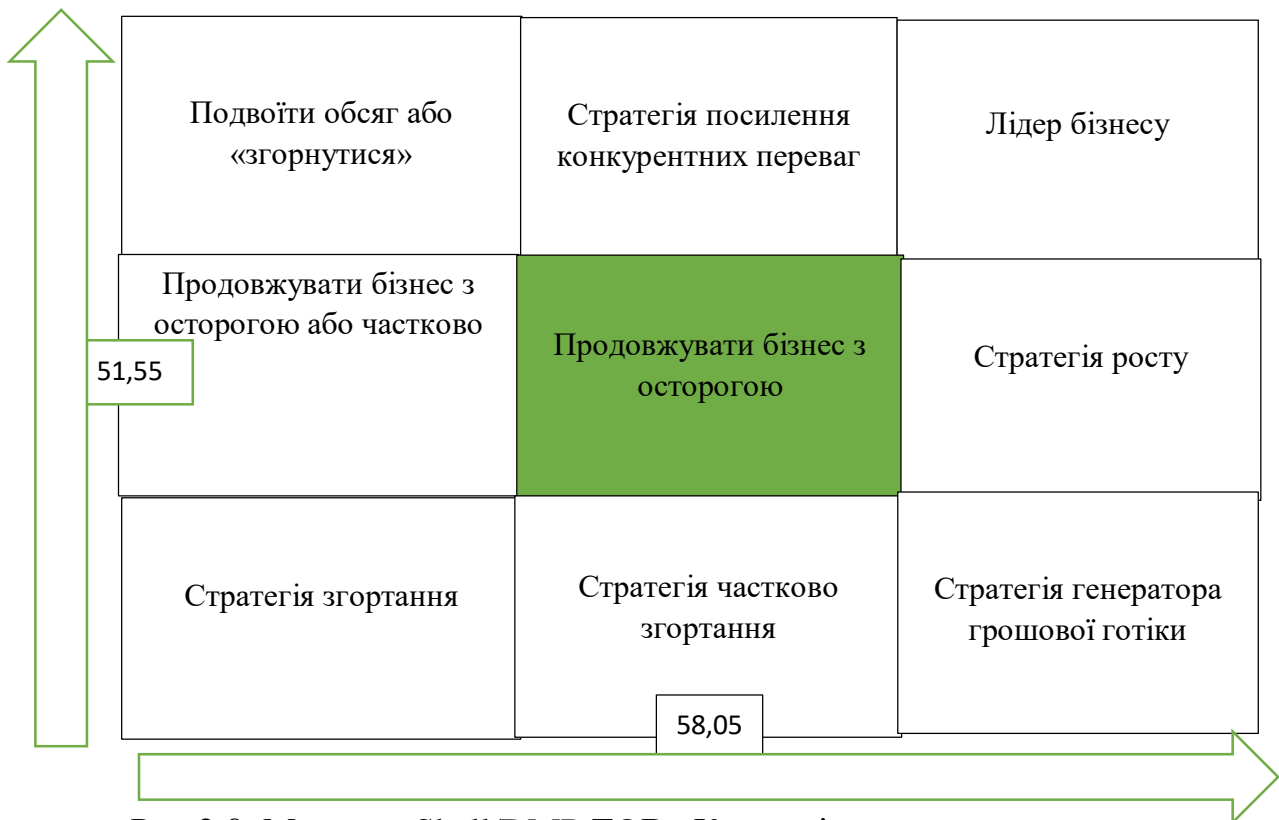 Подвоїти обсяг або
«згорнутися»
Стратегія посилення
конкурентних переваг
Лідер бізнесу
Продовжувати бізнес з
осторогою або частково
51,55
Продовжувати бізнес з
осторогою
Стратегія росту
Стратегія згортання
Стратегія частково
згортання
Стратегія генератора
грошової готіки
58,05